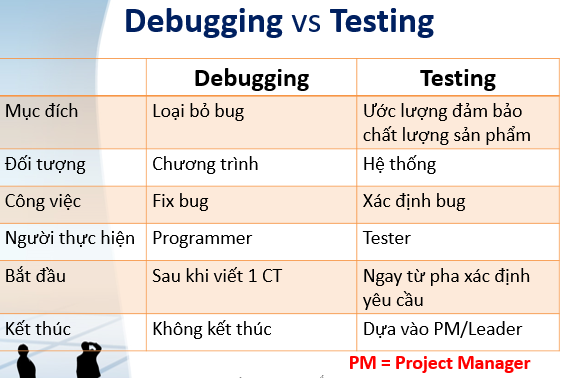 Debugging vs Testing
Debugging Testing
Mục đích Loại bỏ bug Ước lượng đảm bảo
chất lượng sản phẩm
Đối tượng Chương trình Hệ thống
Công việc Fix bug Xác định bug
Người thực hiện Programmer Tester
Bắt đầu Sau khi viết 1 CT Ngay từ pha xác định
yêu cầu
Kết thúc Không kết thúc Dựa vào PM/Leader
PM = Project Manager